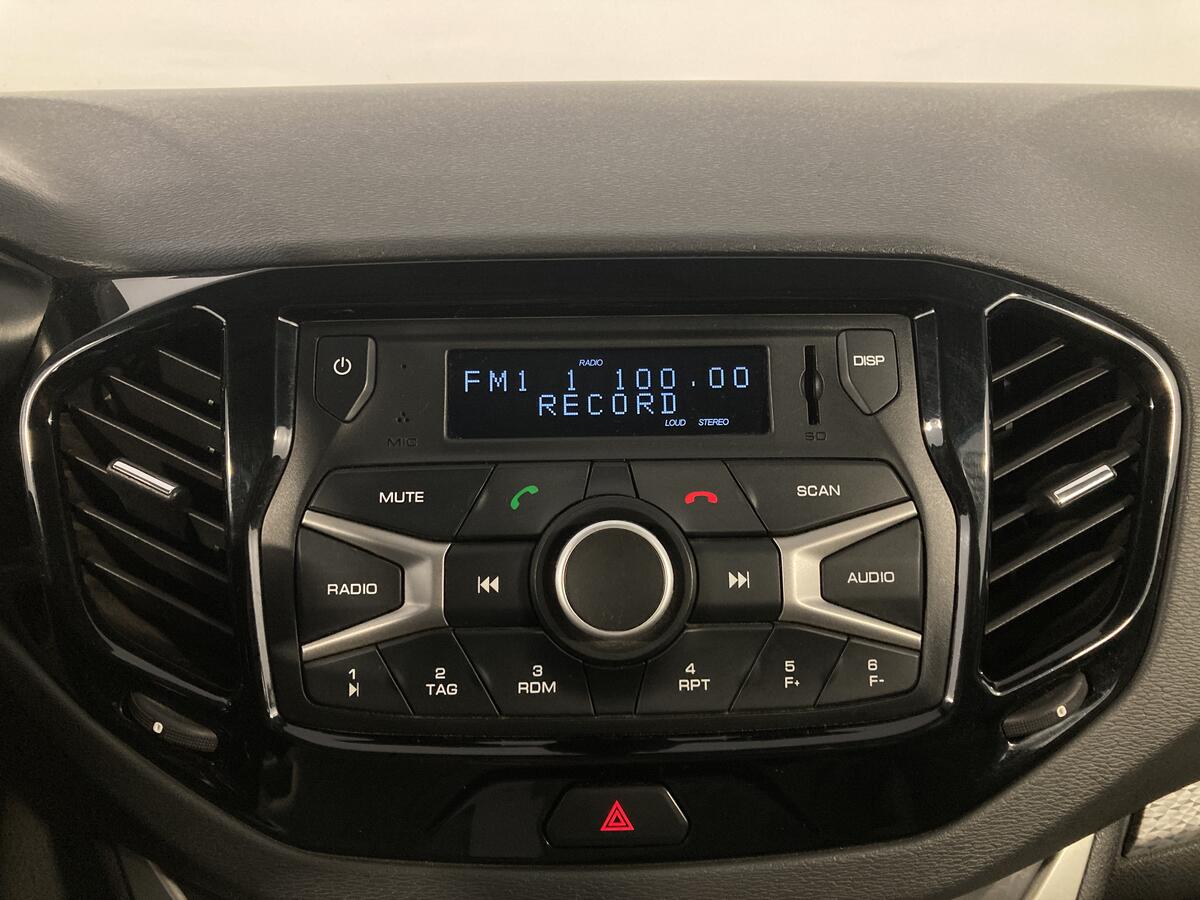 RADIO
FM1 1 100.00
RECORD
LOUD STEREO
DISP
MIC
SD
MUTE
SCAN
RADIO
AUDIO
1
2
TAG
3
RDM
4
RPT
5
F+
6
F-